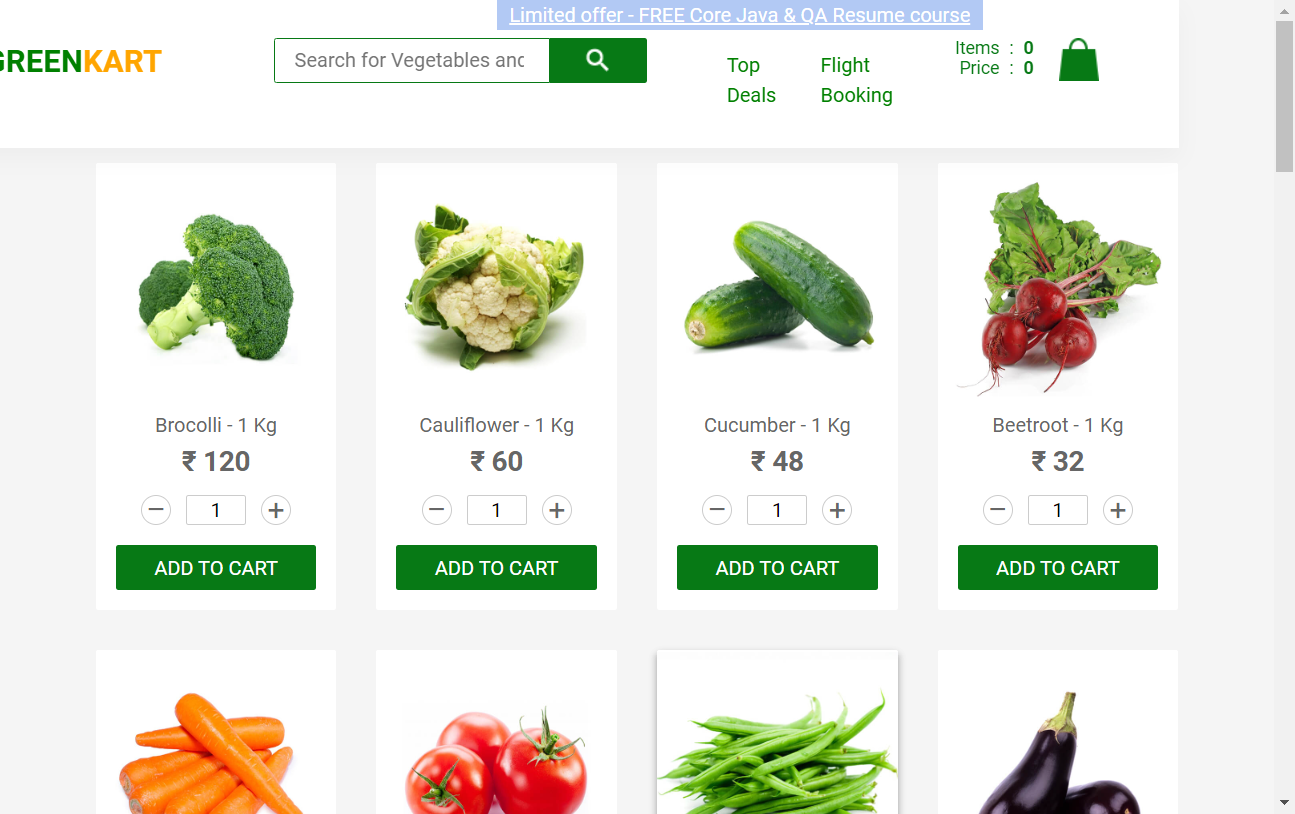 Limited offer - FREE Core Java & QA Resume course
GREENKART
Search for Vegetables and
Top
Deals
Flight
Booking
Items : 0
Price : 0
Brocolli - 1 Kg
₹ 120
1
ADD TO CART
Cauliflower - 1 Kg
₹ 60
1
ADD TO CART
Cucumber - 1 Kg
₹ 48
1
ADD TO CART
Beetroot - 1 Kg
₹ 32
1
ADD TO CART